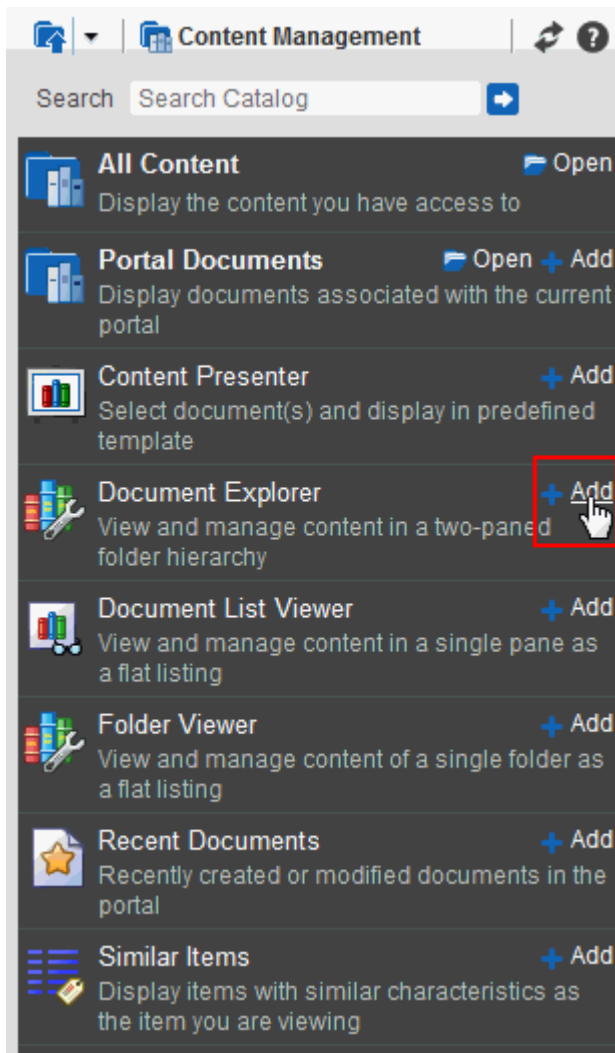 Content Management
Search Search Catalog
All Content Open
Display the content you have access to
Portal Documents Open Add
Display documents associated with the current
portal
Content Presenter Add
Select document(s) and display in predefined
template
Document Explorer Add
View and manage content in a two-paned
folder hierarchy
Document List Viewer Add
View and manage content in a single pane as
a flat listing
Folder Viewer Add
View and manage content of a single folder as
a flat listing
Recent Documents Add
Recently created or modified documents in the
portal
Similar Items Add
Display items with similar characteristics as
the item you are viewing